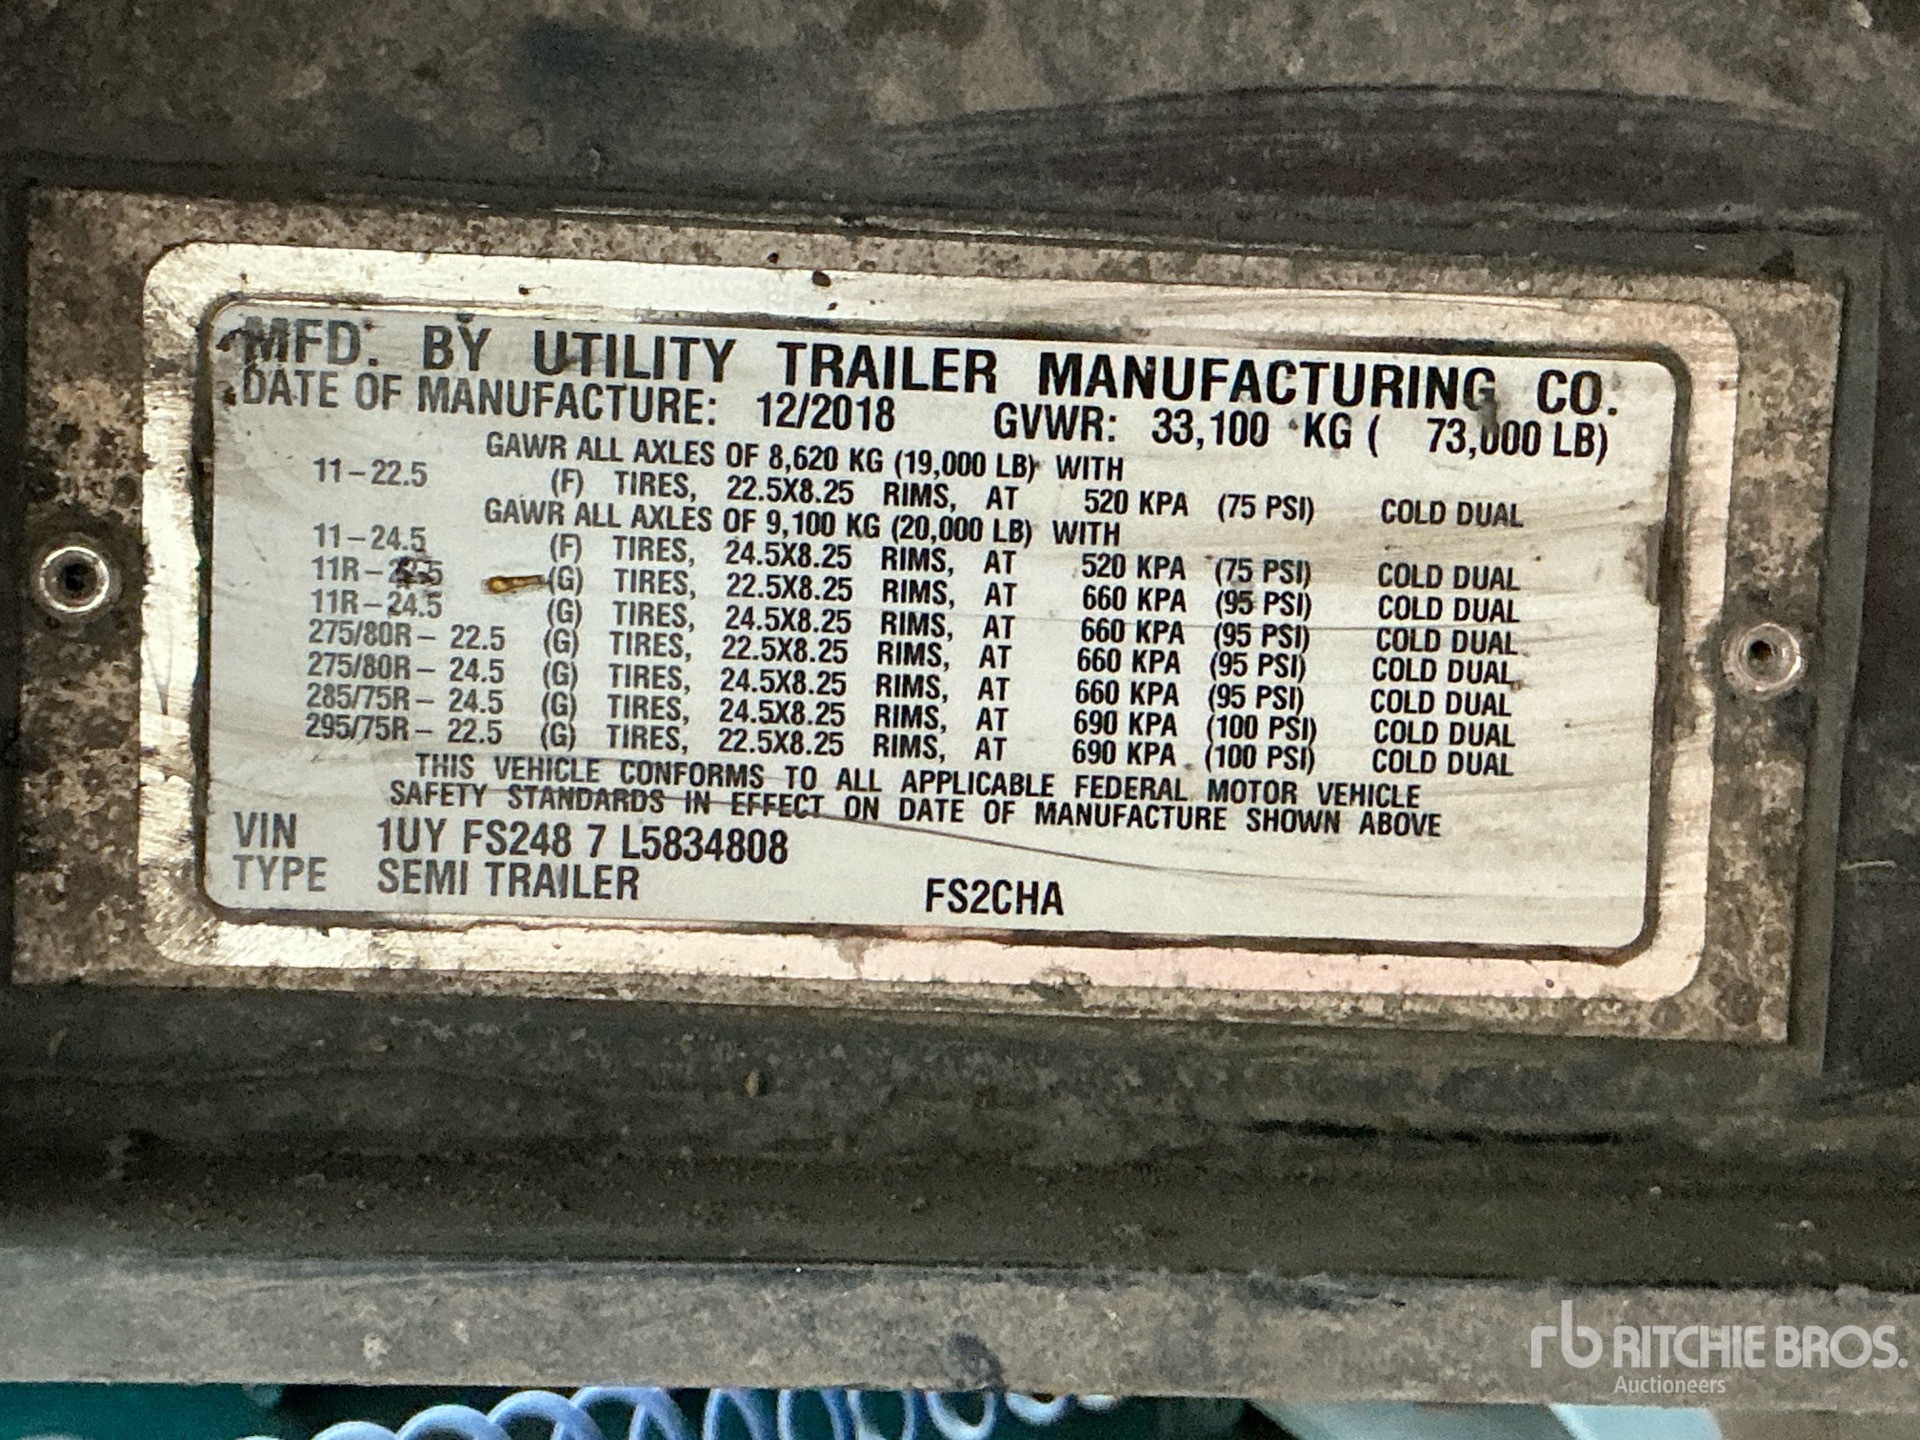 MFD. BY UTILITY TRAILER MANUFACTURING CO.
DATE OF MANUFACTURE: 12/2018 GVWR: 33,100 KG ( 73,000 LB)
GAWR ALL AXLES OF 8,620 KG (19,000 LB) WITH
11-22.5 (F) TIRES, 22.5X8.25 RIMS, AT 520 KPA (75 PSI) COLD DUAL
GAWR ALL AXLES OF 9,100 KG (20,000 LB) WITH
11-24.5 (F) TIRES, 24.5X8.25 RIMS, AT 520 KPA (75 PSI) COLD DUAL
(G) TIRES, 22.5X8.25 RIMS, AT 660 KPA (95 PSI) COLD DUAL
11R-24.5 (G) TIRES, 24.5X8.25 RIMS, AT 660 KPA (95 PSI) COLD DUAL
275/80R- 22.5 (G) TIRES, 22.5X8.25 RIMS, AT 660 KPA (95 PSI) COLD DUAL
275/80R- 24.5 (G) TIRES, 24.5X8.25 RIMS, AT 660 KPA (95 PSI) COLD DUAL
285/75R- 24.5 (G) TIRES, 24.5X8.25 RIMS, AT 690 KPA (100 PSI) COLD DUAL
295/75R- 22.5 (G) TIRES, 22.5X8.25 RIMS, AT 690 KPA (100 PSI) COLD DUAL
THIS VEHICLE CONFORMS TO ALL APPLICABLE FEDERAL MOTOR VEHICLE
SAFETY STANDARDS IN EFFECT ON DATE OF MANUFACTURE SHOWN ABOVE
VIN 1UY FS248 7 L5834808
TYPE SEMI TRAILER FS2CHA
rb RITCHIE BROS.
Auctioneers